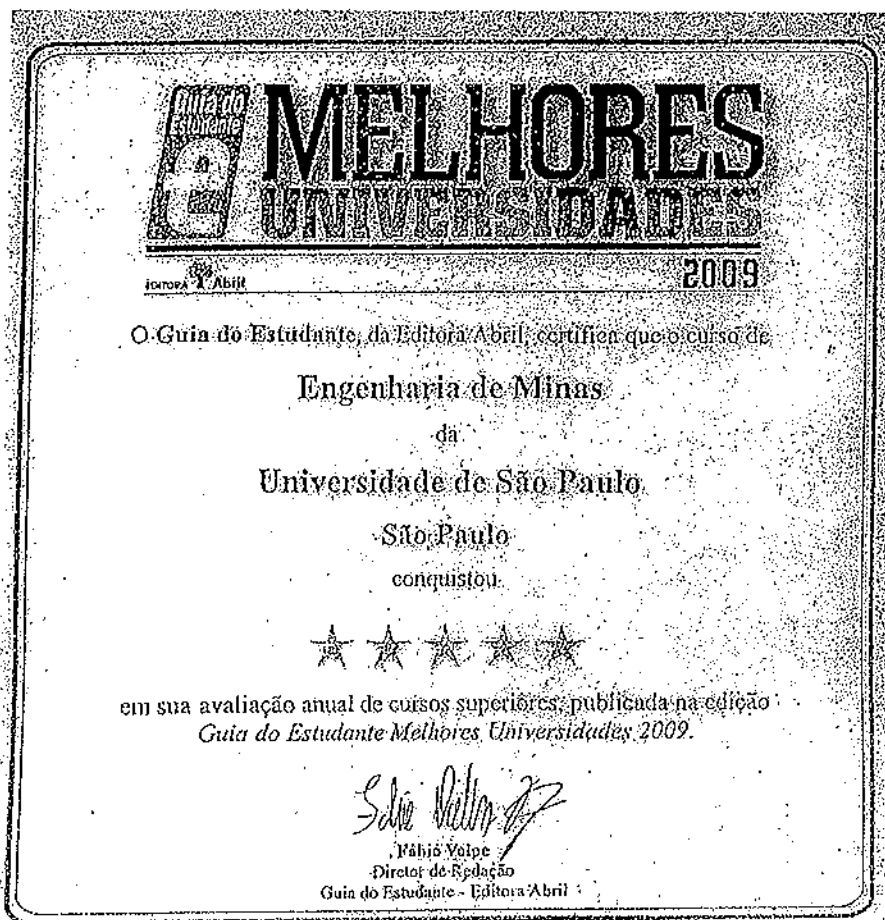 Guia do
Estudante
e
MELHORES
UNIVERSIDADES
2009
EDITORA Abril
O Guia do Estudante, da Editora Abril, certifica que o curso de
Engenharia de Minas
da
Universidade de São Paulo
São Paulo
conquistou
em sua avaliação anual de cursos superiores, publicada na edição
Guia do Estudante Melhores Universidades 2009.
Fábio Volpe
Diretor de Redação
Guia do Estudante - Editora Abril